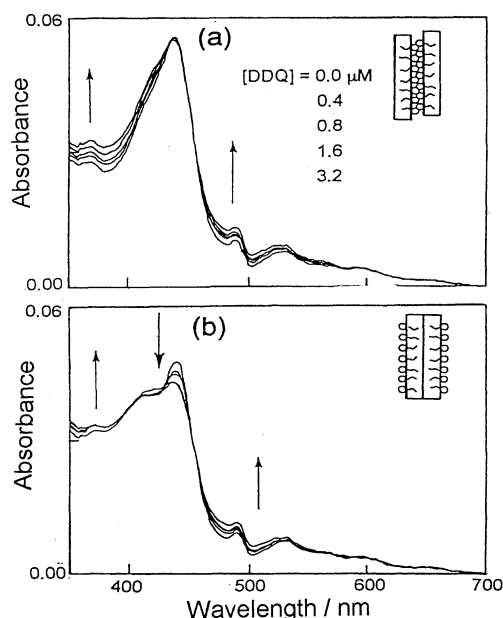 0.06
(a)
[DDQ] = 0.0 μM
0.4
0.8
1.6
3.2
Absorbance
0.00
0.06
(b)
Absorbance
0.00
400
500
600
700
Wavelength / nm